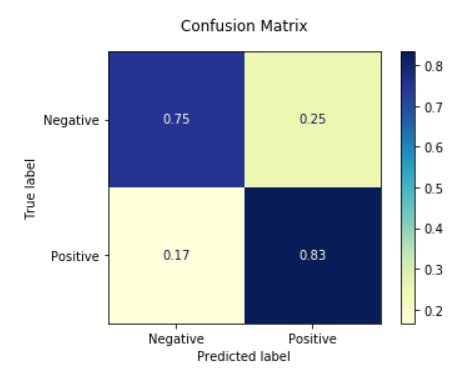 Confusion Matrix
Negative
0.75
0.25
True label
Positive
0.17
0.83
Negative
Positive
Predicted label
0.8
0.7
0.6
0.5
0.4
0.3
0.2